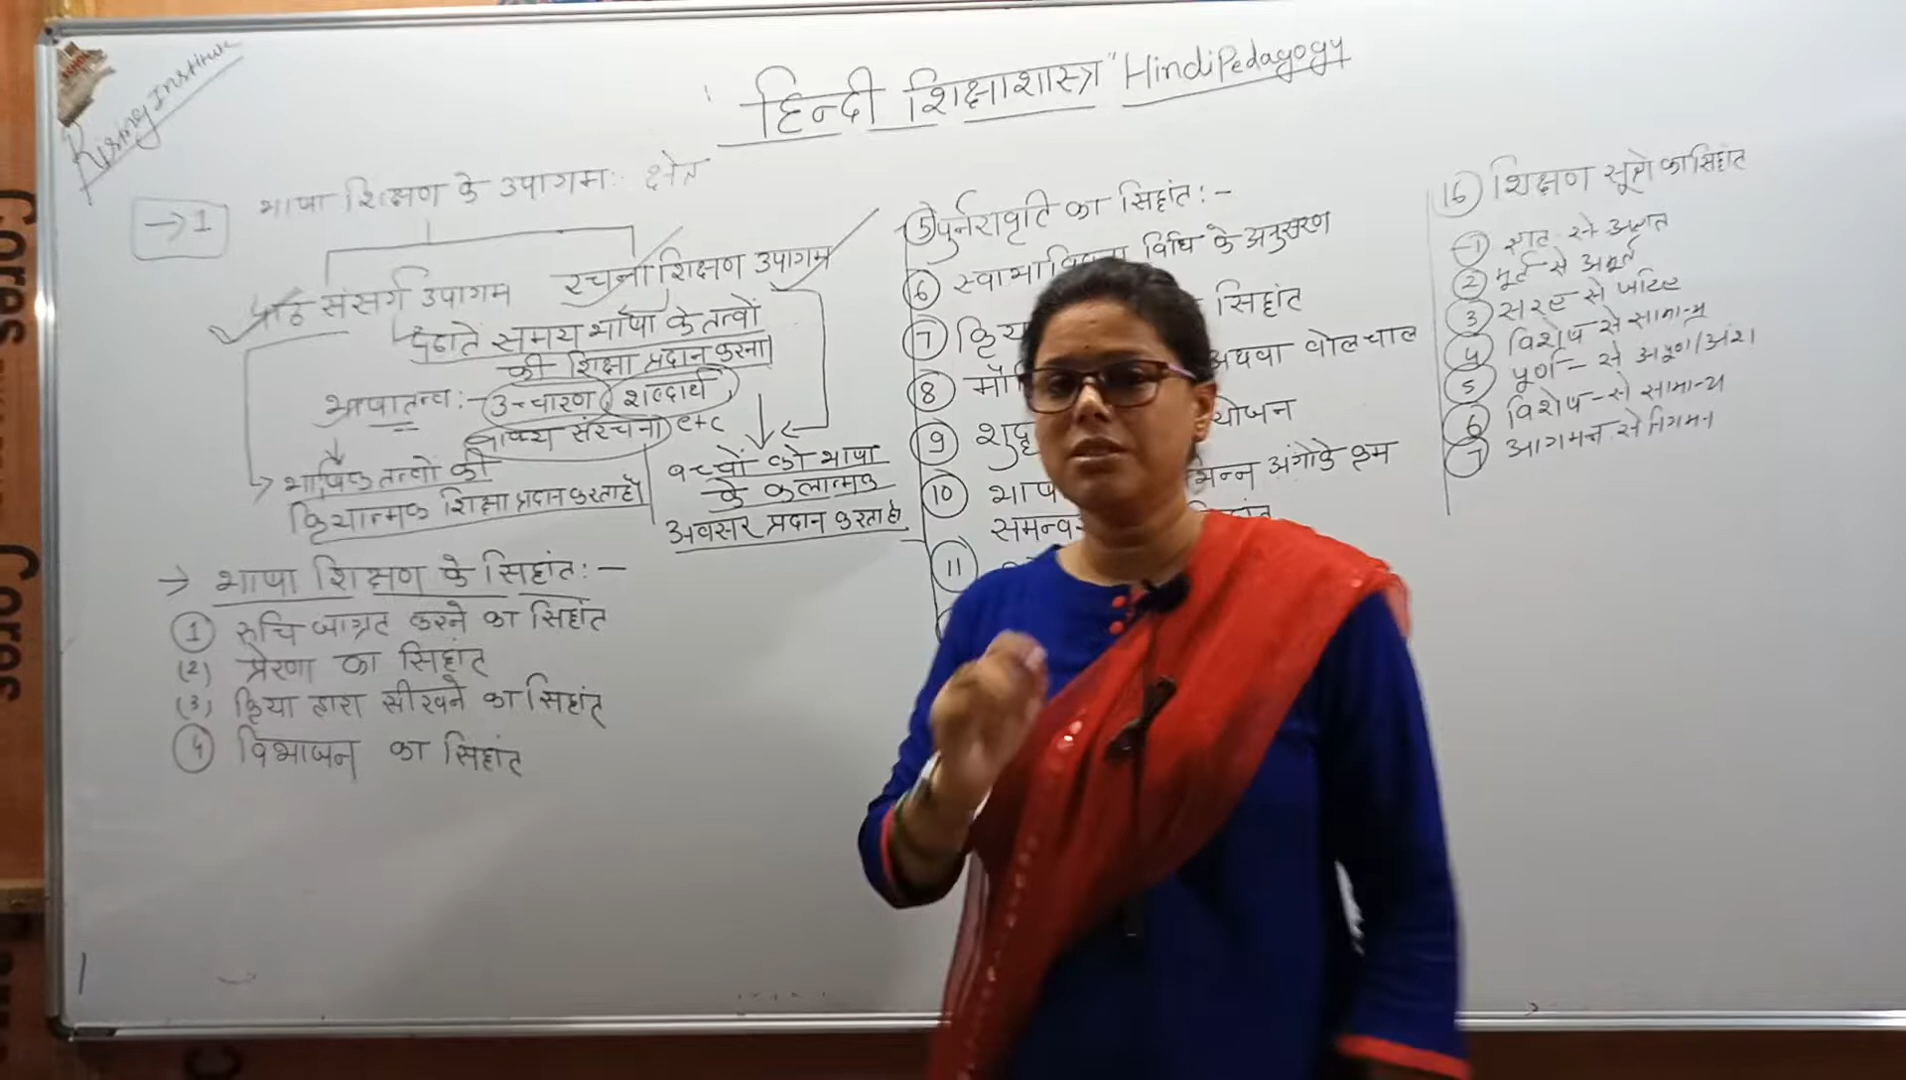 Rising Institute
हिन्दी शिक्षाशास्त्र "Hindi Pedagogy
→ 1
भाषा शिक्षण के उपागम: क्षेत्र
पाठ संसर्ग उपागम
रचना शिक्षण उपागम
समय भाषा के तत्वों
की शिक्षा प्रदान करना
भाषातत्व :- उच्चारण शब्दार्थ
वाक्य संरचना etc
भाषिक तत्वों की
क्रियात्मक शिक्षा प्रदान करता है।
बच्चों को भाषा
के कलात्मक
अवसर प्रदान करता है।
→ भाषा शिक्षण के सिद्दांत :-
① रुचि जाग्रत करने का सिद्दांत
(2) प्रेरणा का सिद्दांत
(3) क्रिया द्वारा सीखने का सिद्दांत
④ विभाजन का सिद्दांत
⑤ पुर्नरावृति का सिद्दांत :-
⑥ विधि के अनुसरण
⑦ सिद्दांत
⑧ अथवा बोलचाल
⑨ योजन
⑩ भाष भिन्न अंगो के क्रम
समन्व
⑪
16 शिक्षण सूत्रो का सिद्दांत
① से
② मूर्त से अमूर्त
③ सरल से जटिल
④ विशेष से सामान्य
⑤ पूर्ण - से अपूर्ण/अंश
⑥ विशेष - से सामान्य
⑦ आगमन से निगमन